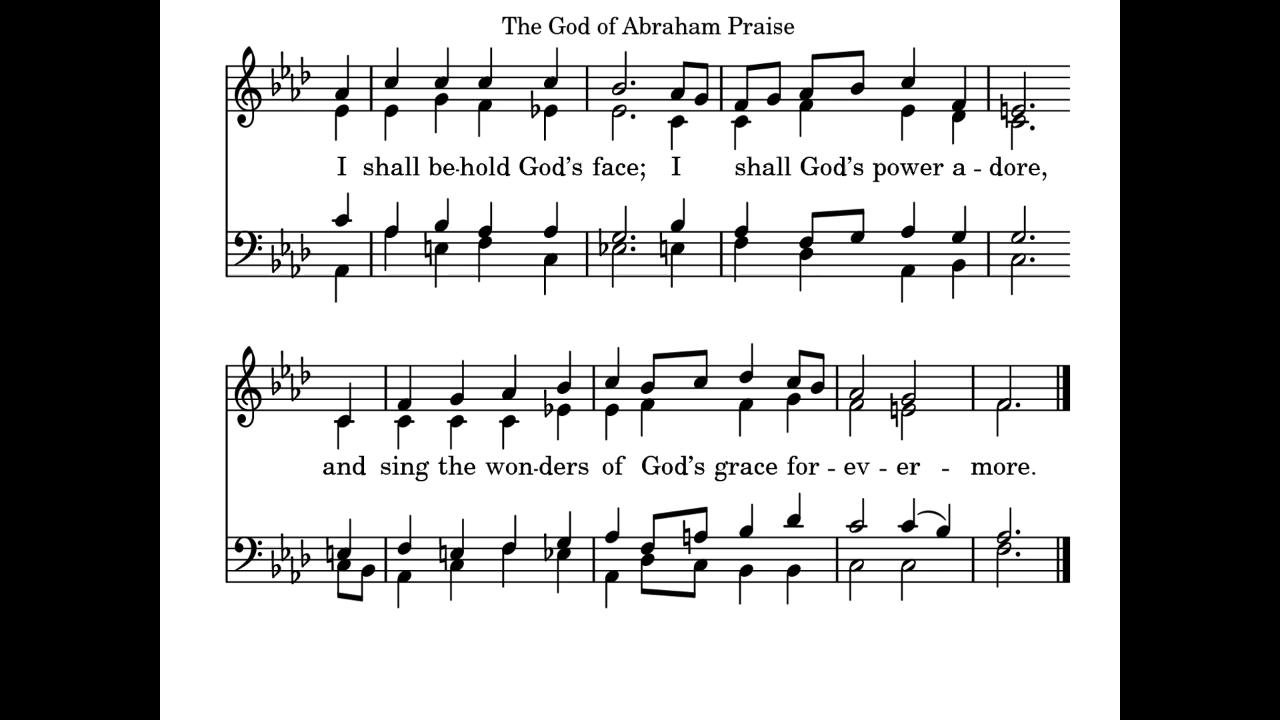 The God of Abraham Praise
I shall be-hold God's face; I shall God's power a - dore,
and sing the won-ders of God's grace for - ev - er - more.